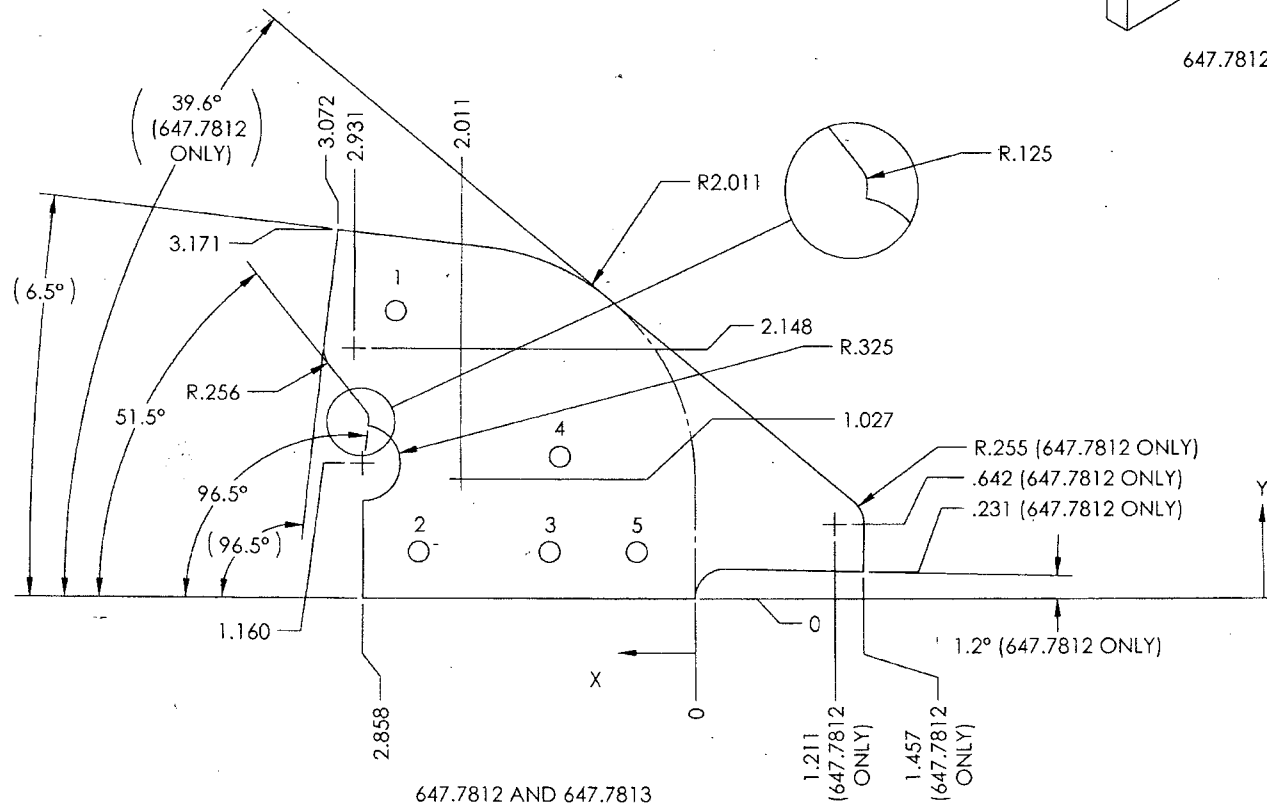 647.7812
39.6°
(647.7812
ONLY)
3.072
2.931
2.011
R.125
R2.011
3.171
(6.5°)
1
2.148
R.325
R.256
51.5°
1.027
4
R.255 (647.7812 ONLY)
.642 (647.7812 ONLY)
.231 (647.7812 ONLY)
Y
96.5°
(96.5°)
2
3
5
1.160
0
1.2° (647.7812 ONLY)
X
2.858
0
1.211
(647.7812
ONLY)
1.457
(647.7812
ONLY)
647.7812 AND 647.7813